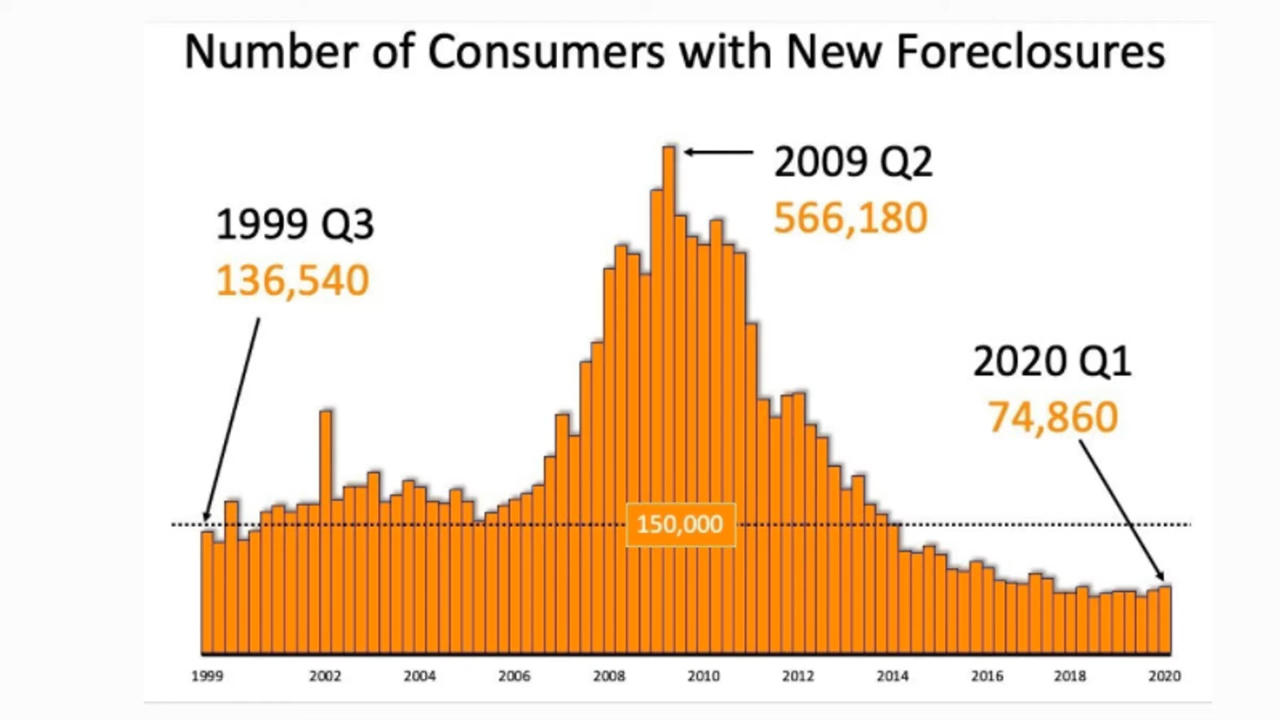 Number of Consumers with New Foreclosures
2009 Q2
566,180
1999 Q3
136,540
2020 Q1
74,860
150,000
1999 2002 2004 2006 2008 2010 2012 2014 2016 2018 2020